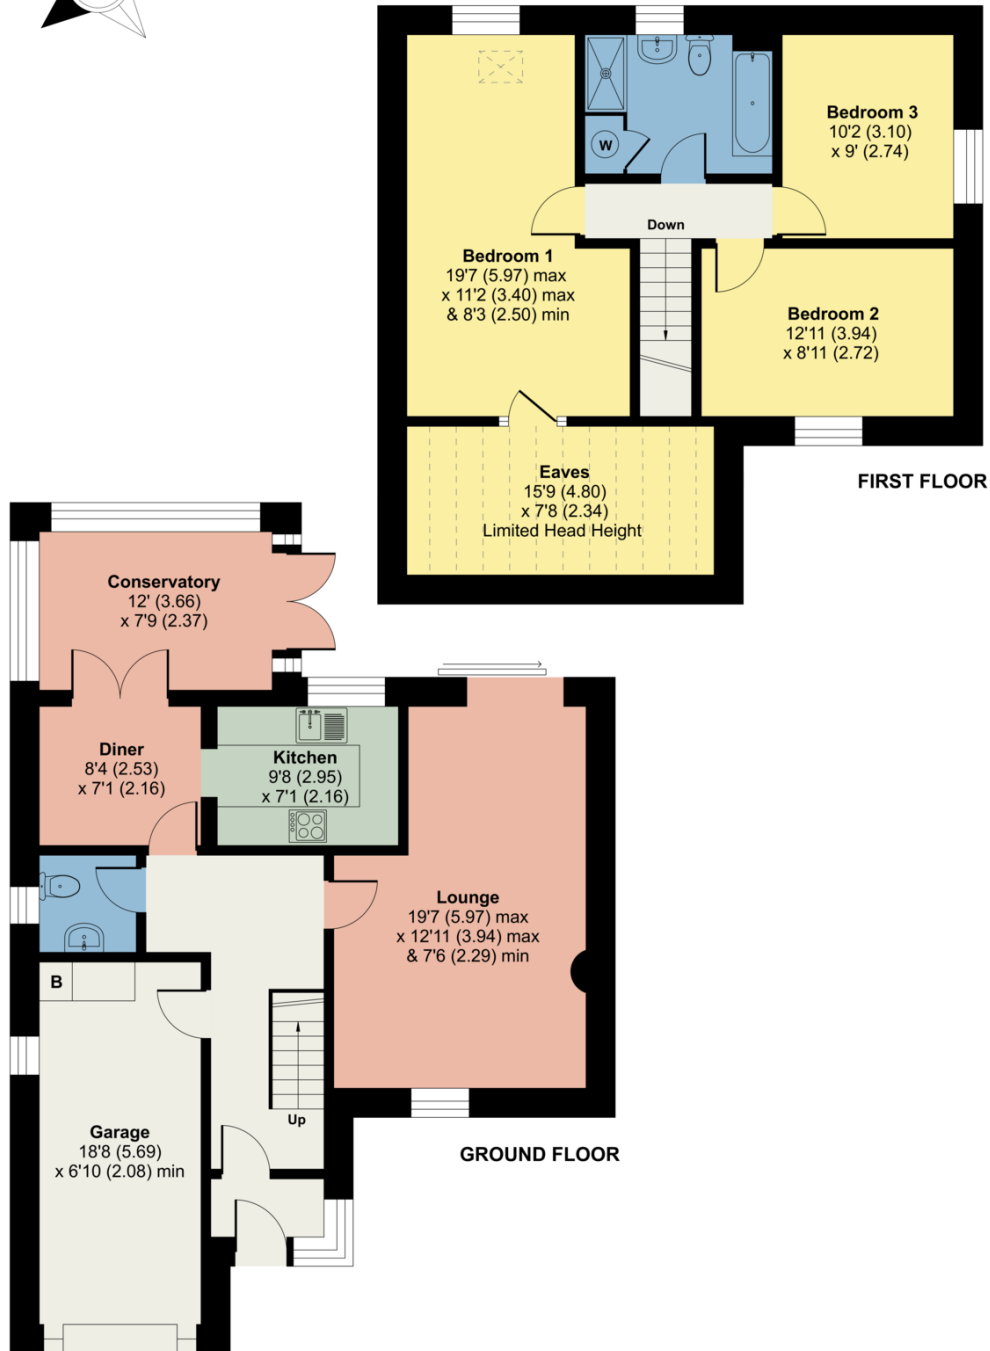 Bedroom 3
10'2 (3.10)
x 9' (2.74)
W
Down
Bedroom 1
19'7 (5.97) max
x 11'2 (3.40) max
& 8'3 (2.50) min
Bedroom 2
12'11 (3.94)
x 8'11 (2.72)
Eaves
15'9 (4.80)
x 7'8 (2.34)
Limited Head Height
FIRST FLOOR
Conservatory
12' (3.66)
x 7'9 (2.37)
Diner
8'4 (2.53)
x 7'1 (2.16)
Kitchen
9'8 (2.95)
x 7'1 (2.16)
Lounge
19'7 (5.97) max
x 12'11 (3.94) max
& 7'6 (2.29) min
B
Up
Garage
18'8 (5.69)
x 6'10 (2.08) min
GROUND FLOOR